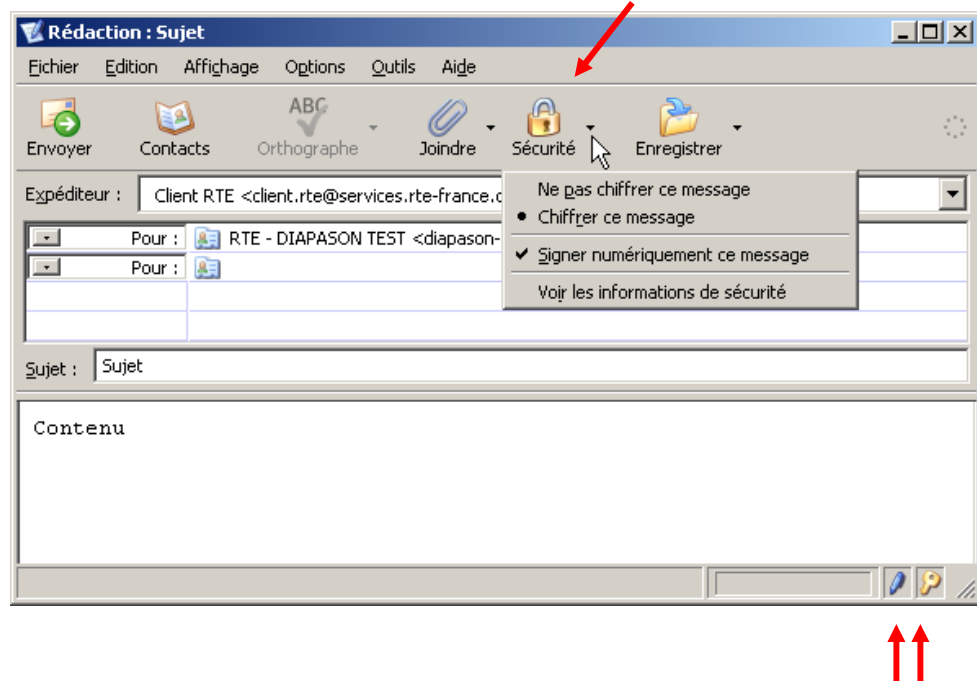 Rédaction : Sujet
Fichier Edition Affichage Options Outils Aide
ABC
Envoyer Contacts Orthographe Joindre Sécurité Enregistrer
Expéditeur : Client RTE <client.rte@services.rte-france.c
Ne pas chiffrer ce message
Chiffrer ce message
Signer numériquement ce message
Voir les informations de sécurité
Pour : RTE - DIAPASON TEST <diapason-
Pour :
Sujet : Sujet
Contenu